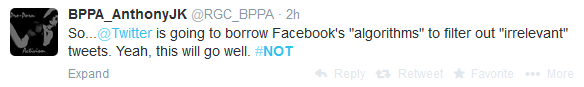 BPPA_AnthonyJK @RGC_BPPA · 2h
So...@Twitter is going to borrow Facebook's "algorithms" to filter out "irrelevant"
tweets. Yeah, this will go well. #NOT
Expand Reply Retweet Favorite More